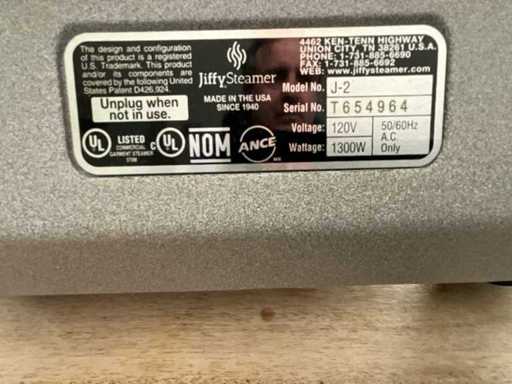 The design and configuration
of this product is a registered
U.S. Trademark. This Product
and/or its components are
covered by the following United
States Patent D426,924
Unplug when
not in use.
UL
LISTED
COMMERCIAL
GARMENT STEAMER
C UL
NOM
ANCE
Jiffy Steamer
MADE IN THE USA
SINCE 1940
4462 KEN-TENN HIGHWAY
UNION CITY, TN 38261 U.S.A.
PHONE: 1-731-885-6690
FAX: 1-731-885-6692
WEB: www.jiffysteamer.com
Model No. J-2
Serial No. T654964
Voltage: 120V
Wattage: 1300W
50/60Hz
A.C.
Only